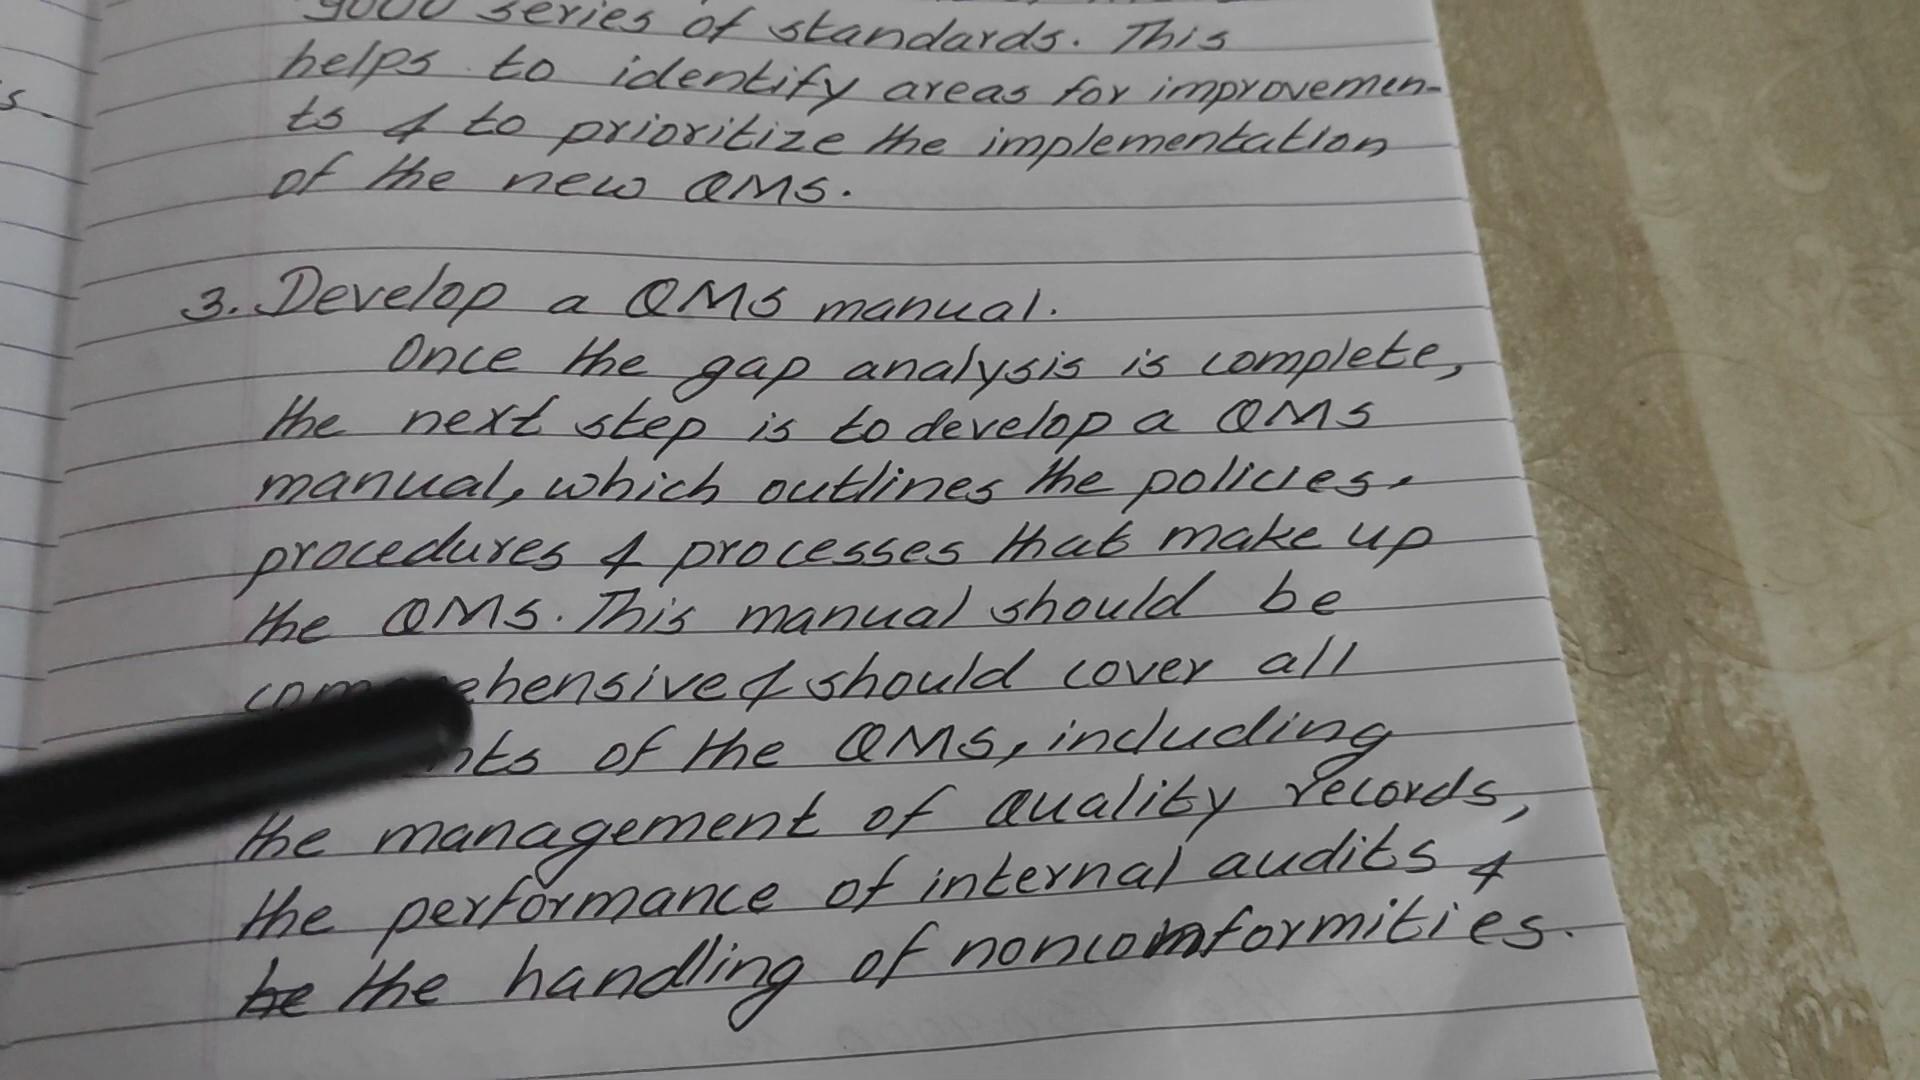 9000 series of standards. This
helps to identify areas for improvemen-
ts & to prioritize the implementation
of the new QMS.
3. Develop a QMS manual.
Once the gap analysis is complete,
the next step is to develop a QMS
manual, which outlines the policies,
procedures & processes that make up
the QMS. This manual should be
& should cover all
of the QMS, including
the management of quality records,
the performance of internal audits &
the handling of nonconformities.